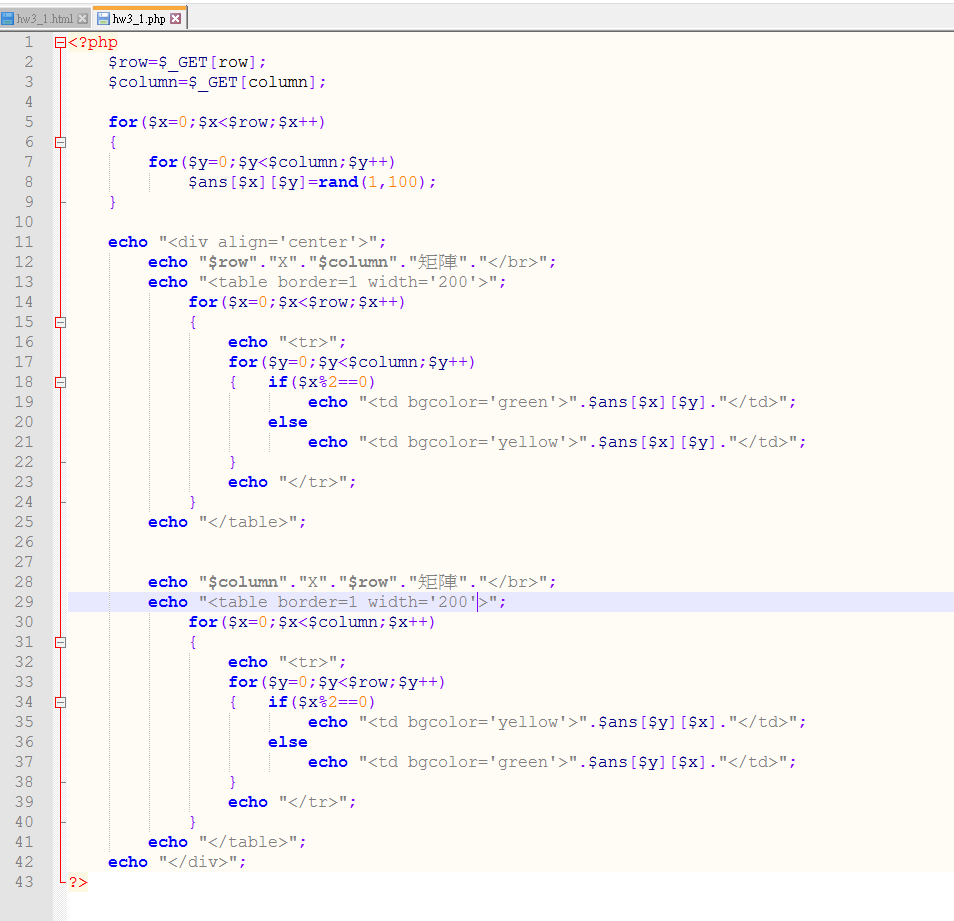 hw3_1.html hw3_1.php
1 <?php
2 $row=$_GET[row];
3 $column=$_GET[column];
4
5 for($x=0;$x<$row;$x++)
6 {
7 for($y=0;$y<$column;$y++)
8 $ans[$x][$y]=rand(1,100);
9 }
10
11 echo "<div align='center'>";
12 echo "$row"."X"."$column"."矩陣"."</br>";
13 echo "<table border=1 width='200'>";
14 for($x=0;$x<$row;$x++)
15 {
16 echo "<tr>";
17 for($y=0;$y<$column;$y++)
18 { if($x%2==0)
19 echo "<td bgcolor='green'>".$ans[$x][$y]."</td>";
20 else
21 echo "<td bgcolor='yellow'>".$ans[$x][$y]."</td>";
22 }
23 echo "</tr>";
24 }
25 echo "</table>";
26
27
28 echo "$column"."X"."$row"."矩陣"."</br>";
29 echo "<table border=1 width='200'>";
30 for($x=0;$x<$column;$x++)
31 {
32 echo "<tr>";
33 for($y=0;$y<$row;$y++)
34 { if($x%2==0)
35 echo "<td bgcolor='yellow'>".$ans[$y][$x]."</td>";
36 else
37 echo "<td bgcolor='green'>".$ans[$y][$x]."</td>";
38 }
39 echo "</tr>";
40 }
41 echo "</table>";
42 echo "</div>";
43 ?>